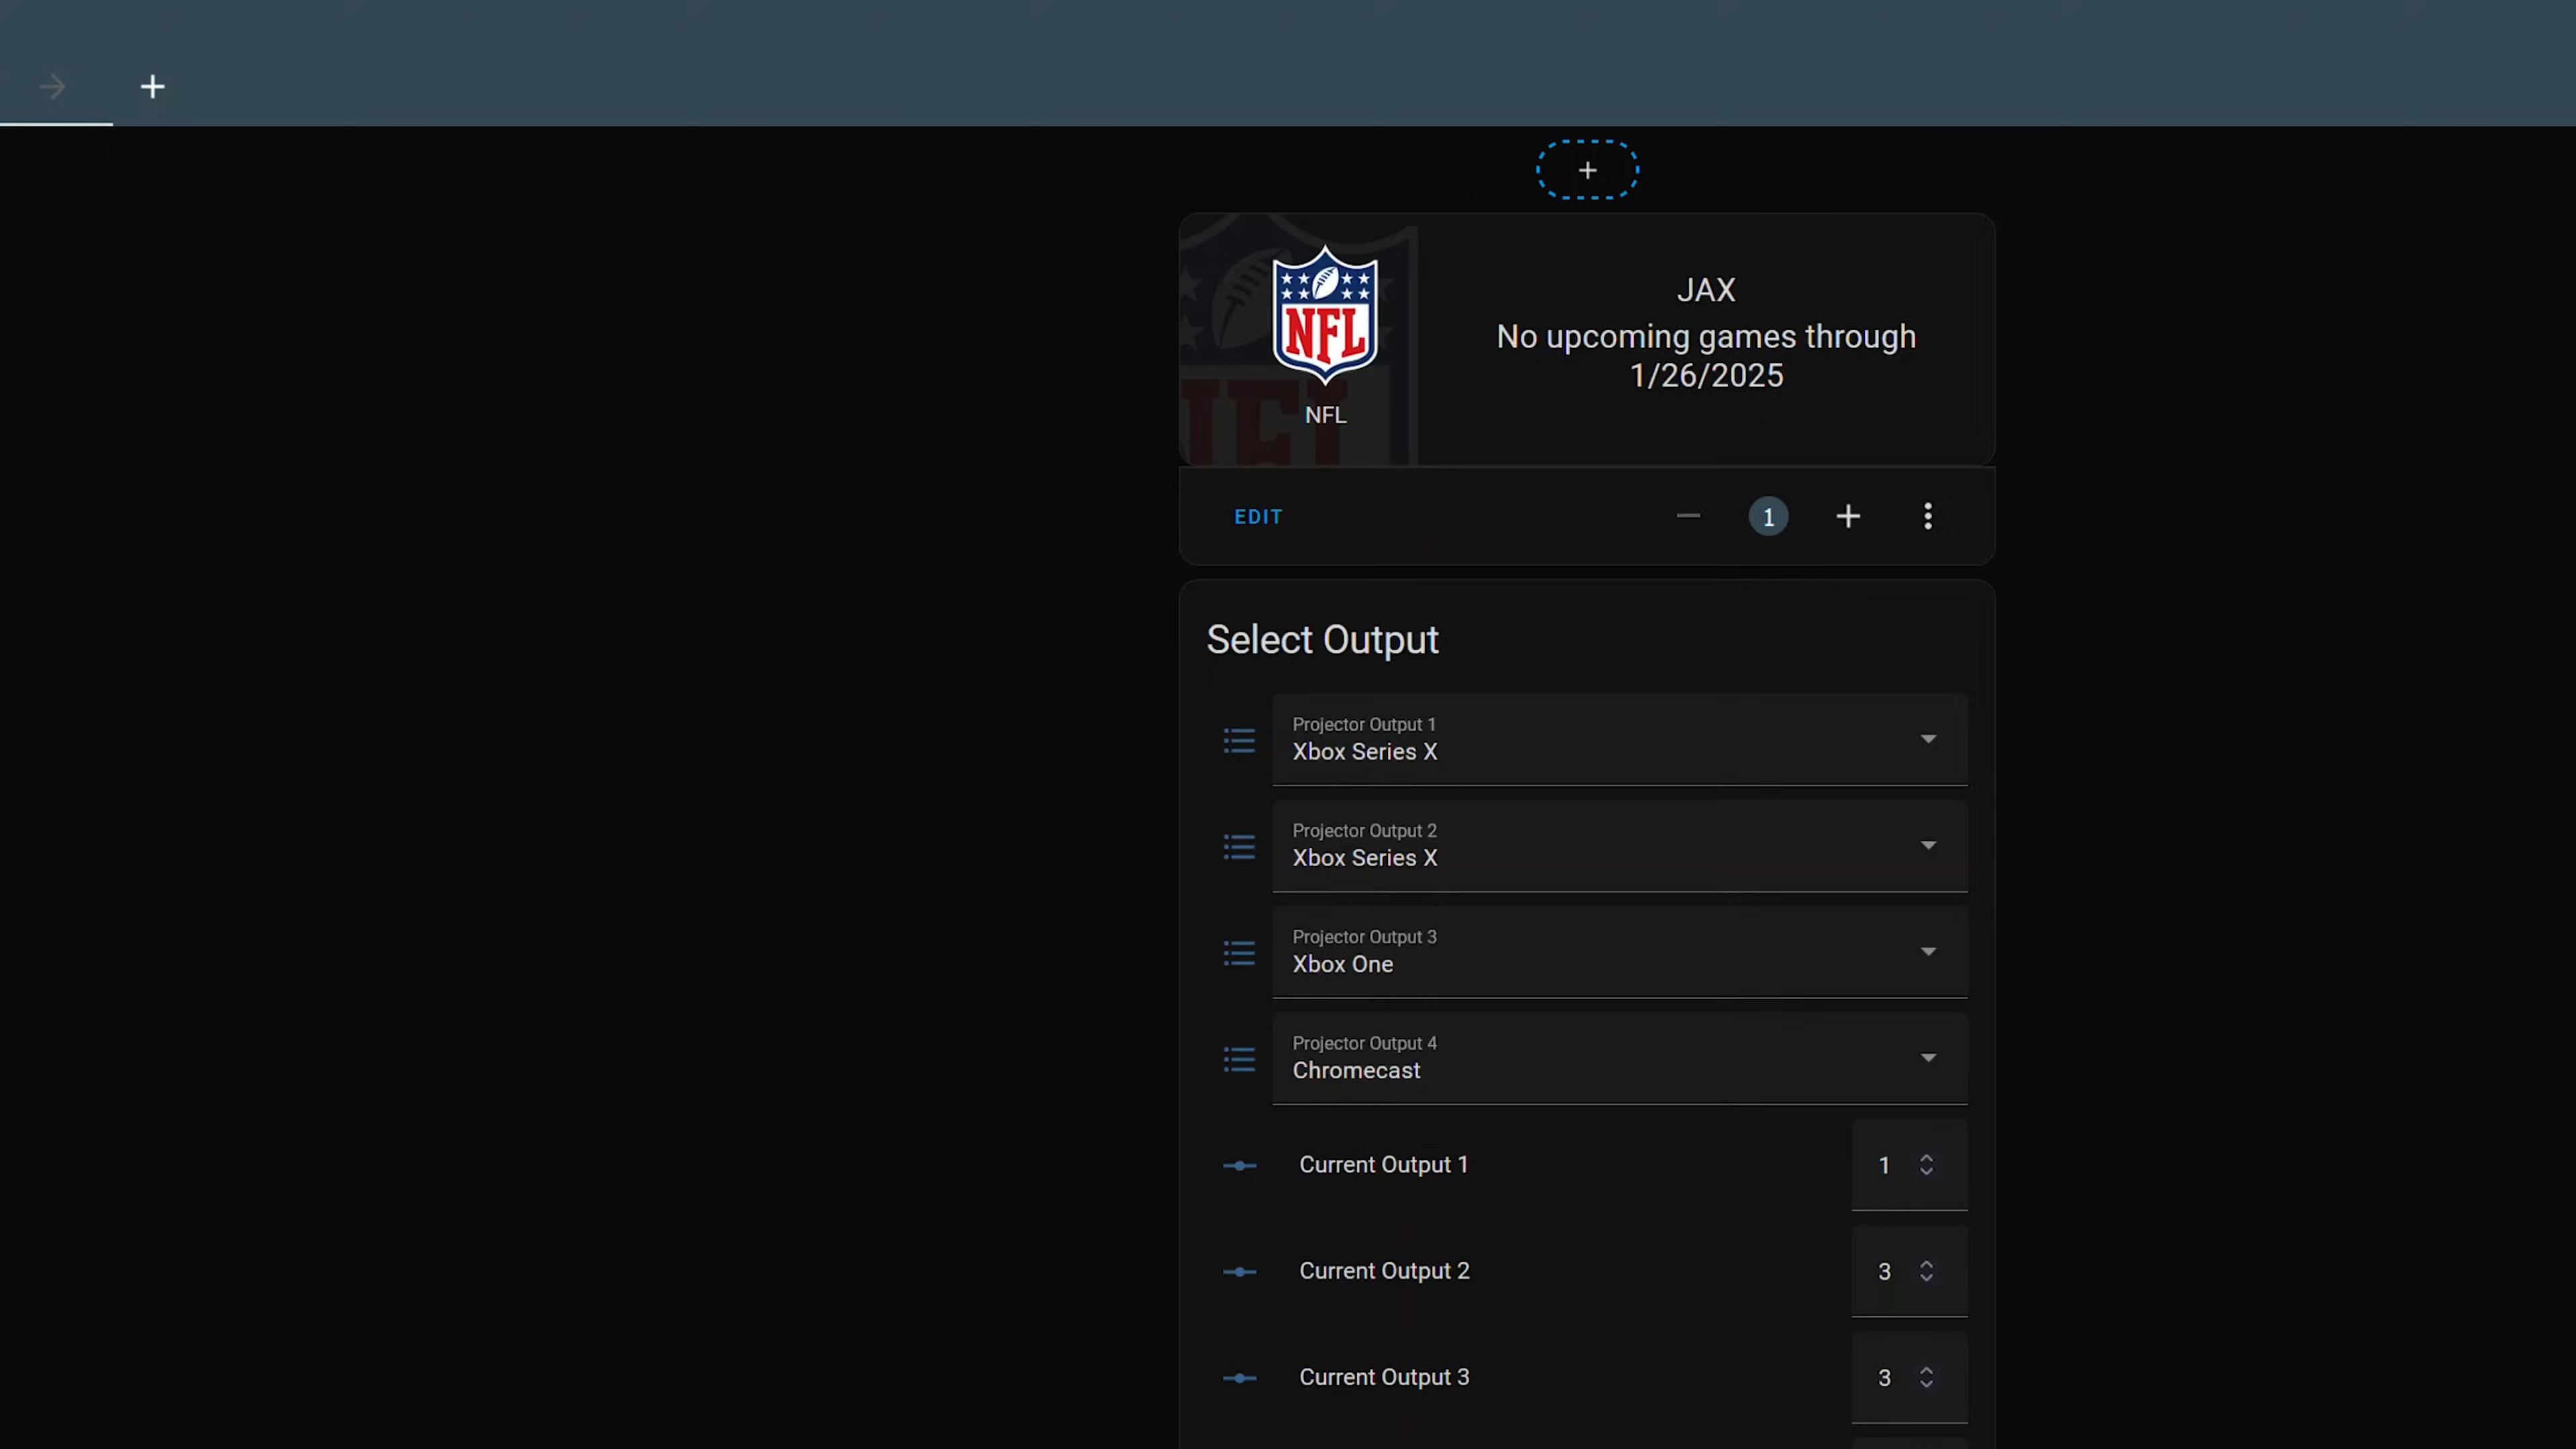 NFL
JAX
No upcoming games through
1/26/2025
NFL
EDIT
1
Select Output
Projector Output 1
Xbox Series X
Projector Output 2
Xbox Series X
Projector Output 3
Xbox One
Projector Output 4
Chromecast
Current Output 1
1
Current Output 2
3
Current Output 3
3